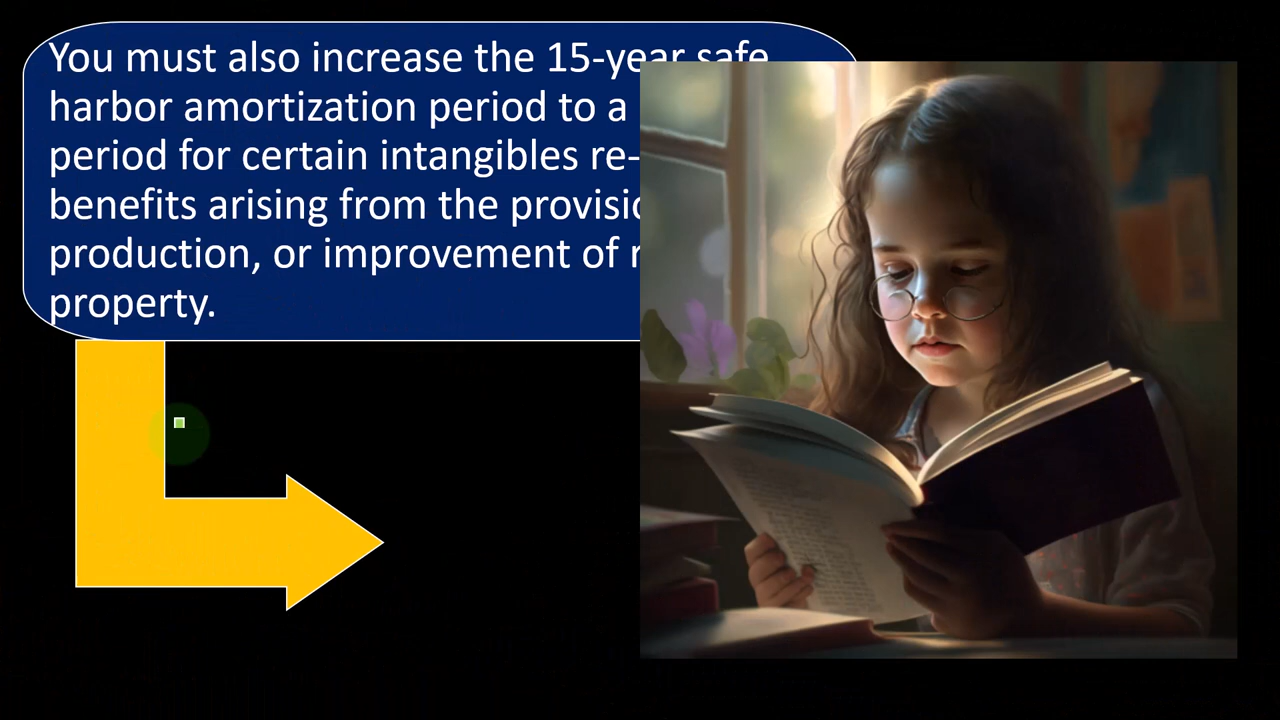 You must also increase the 15-year safe
harbor amortization period to a
period for certain intangibles re-
benefits arising from the
production, or improvement of
property.